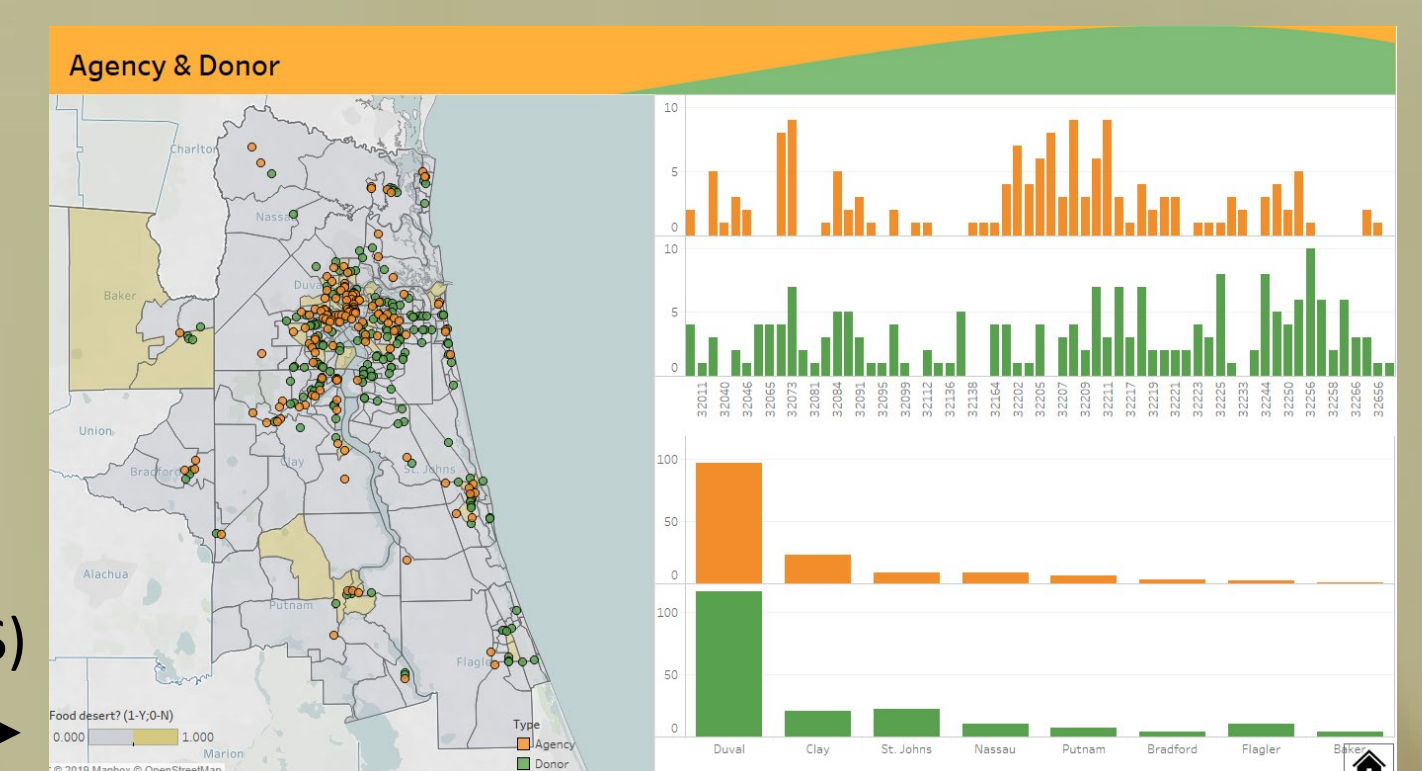 Agency & Donor
Charlton
Nassau
Duval
Baker
Union
Bradford
Clay
St. Johns
Alachua
Putnam
Flagler
Marion
S)
Food desert? (1-Y;0-N)
0.000
1.000
Type
Agency
Donor
© 2019 Mapbox © OpenStreetMap
10
5
0
10
5
0
32011
32040
32046
32065
32073
32081
32084
32091
32095
32099
32112
32136
32138
32164
32202
32205
32207
32209
32211
32217
32219
32221
32223
32225
32233
32244
32250
32256
32258
32266
32656
100
50
0
100
50
0
Duval
Clay
St. Johns
Nassau
Putnam
Bradford
Flagler
Baker